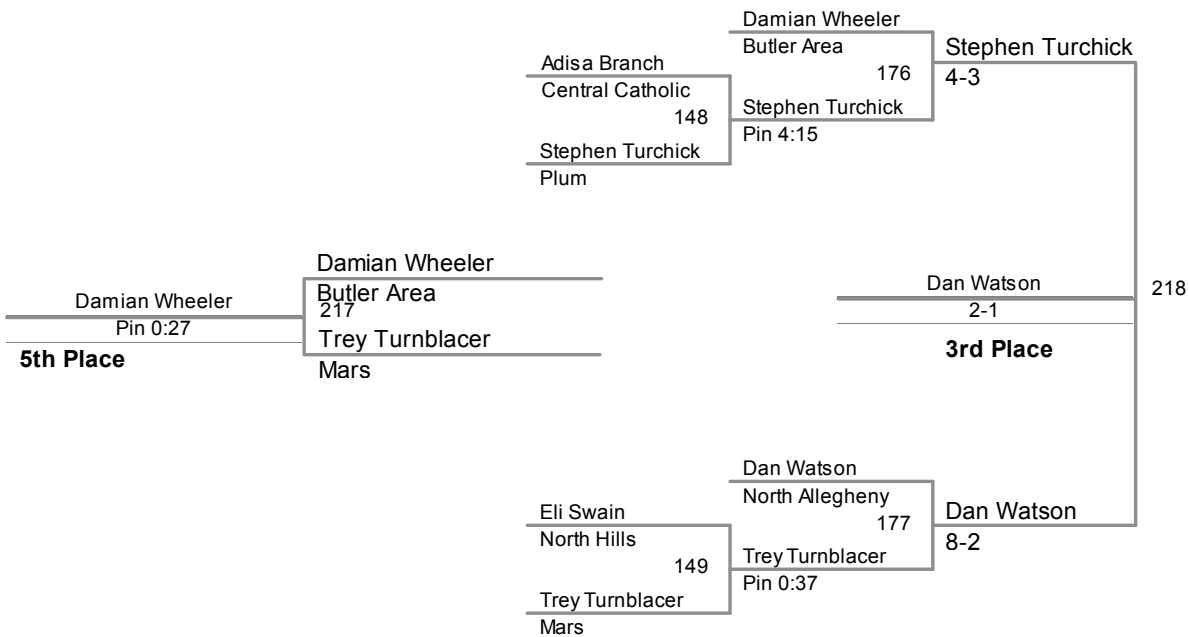 Damian Wheeler
Butler Area
176
Stephen Turchick
4-3
Adisa Branch
Central Catholic
148
Stephen Turchick
Pin 4:15
Stephen Turchick
Plum
Damian Wheeler
Butler Area
217
Damian Wheeler
Pin 0:27
Trey Turnblacer
Mars
5th Place
Dan Watson
2-1
218
3rd Place
Dan Watson
North Allegheny
177
Dan Watson
8-2
Eli Swain
North Hills
149
Trey Turnblacer
Pin 0:37
Trey Turnblacer
Mars